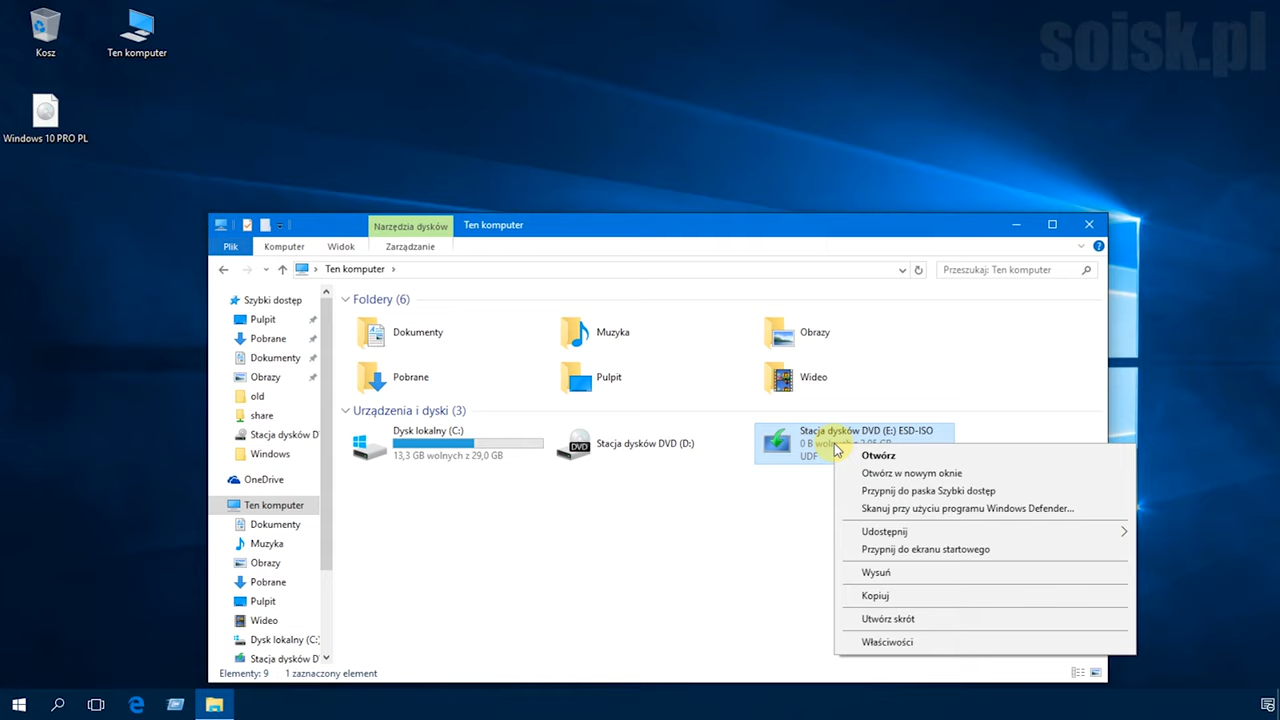 soisk.pl
Kosz
Ten komputer
Windows 10 PRO PL
Narzędzia dysków
Ten komputer
Plik
Komputer
Widok
Zarządzanie
Ten komputer
Przeszukaj: Ten komputer
Szybki dostęp
Pulpit
Pobrane
Dokumenty
Obrazy
old
share
Stacja dysków D
Windows
OneDrive
Ten komputer
Dokumenty
Muzyka
Obrazy
Pobrane
Pulpit
Wideo
Dysk lokalny (C:
Stacja dysków D
Foldery (6)
Dokumenty
Muzyka
Obrazy
Pobrane
Pulpit
Wideo
Urządzenia i dyski (3)
Dysk lokalny (C:)
13,3 GB wolnych z 29,0 GB
DVD
Stacja dysków DVD (D:)
Stacja dysków DVD (E:) ESD-ISO
0 B wolnych z
UDF
Otwórz
Otwórz w nowym oknie
Przypnij do paska Szybki dostęp
Skanuj przy użyciu programu Windows Defender...
Udostępnij
Przypnij do ekranu startowego
Wysuń
Kopiuj
Utwórz skrót
Właściwości
Elementy: 9
1 zaznaczony element